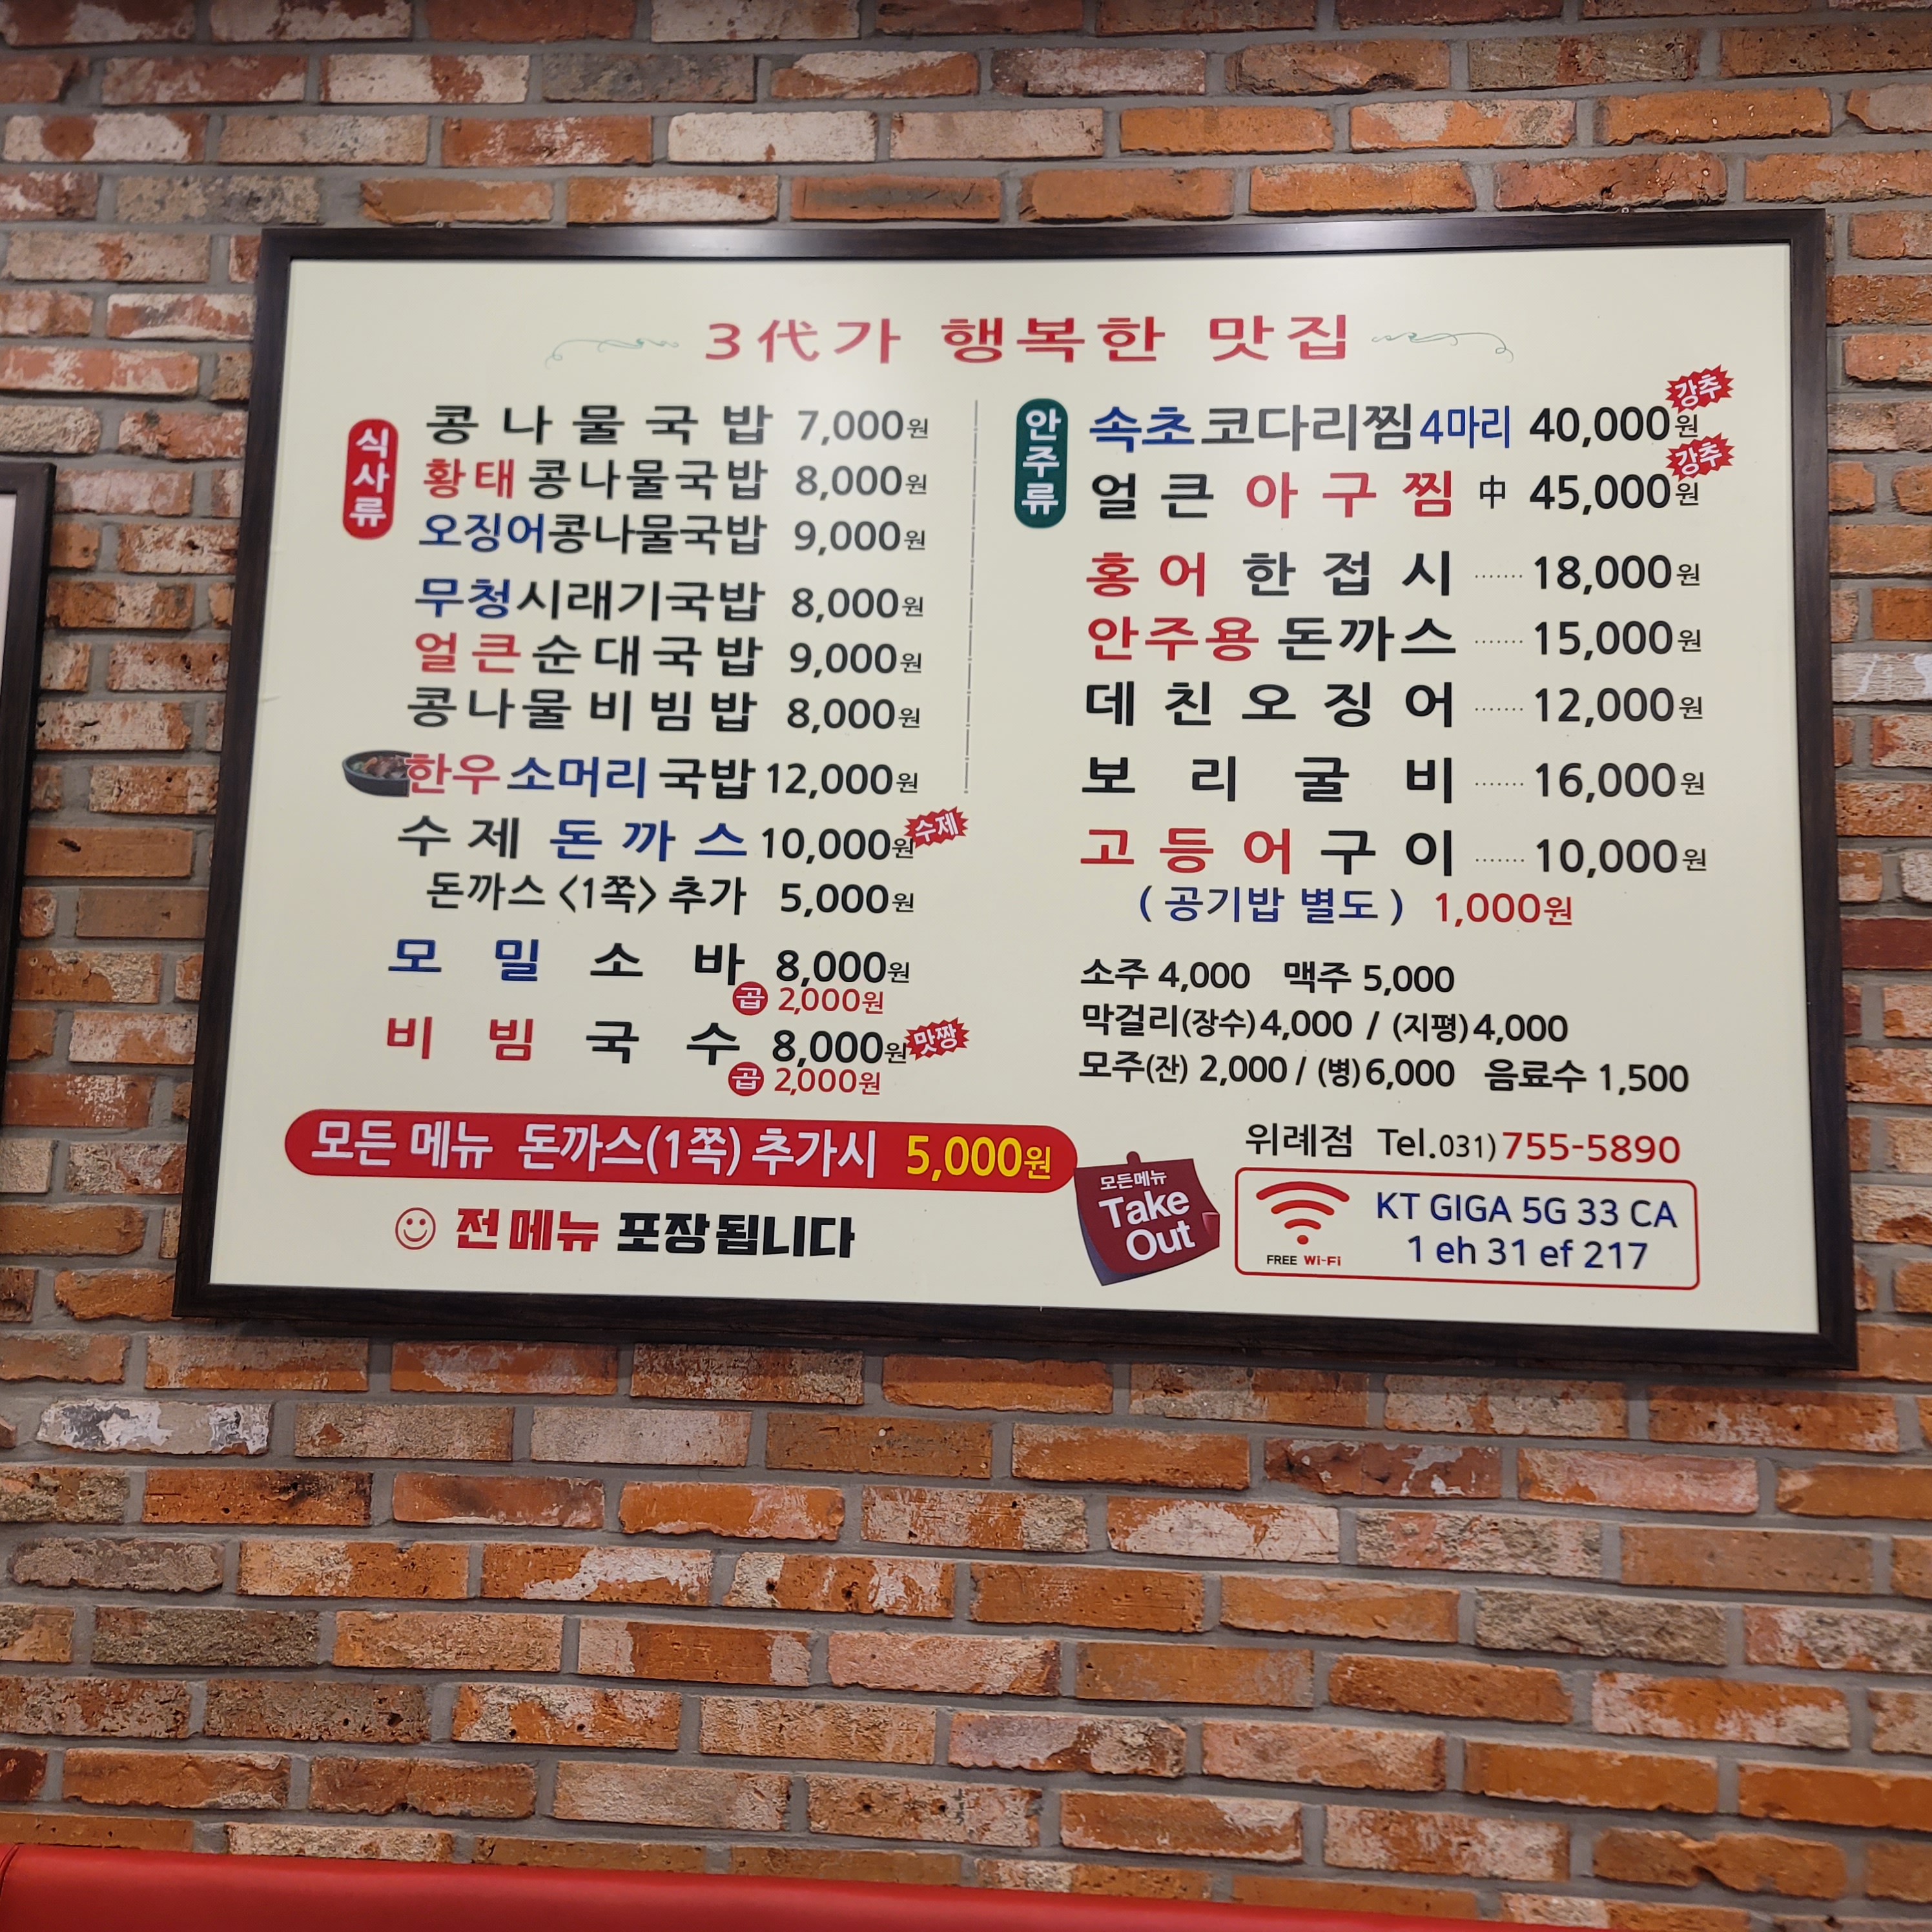 3代가 행복한 맛집
식사류
콩나물국밥 7,000원
황태콩나물국밥 8,000원
오징어콩나물국밥 9,000원
무청시래기국밥 8,000원
얼큰순대국밥 9,000원
콩나물비빔밥 8,000원
한우소머리국밥 12,000원
수제돈까스 10,000원 수제
돈까스〈1쪽〉추가 5,000원
모밀소바 8,000원
곱 2,000원
비빔국수 8,000원 맛짱
곱 2,000원
안주류
속초코다리찜4마리 40,000원 강추
얼큰아구찜 中 45,000원 강추
홍어한접시 ······· 18,000원
안주용 돈까스 ······· 15,000원
데친오징어 ······· 12,000원
보리굴비 ······· 16,000원
고등어구이 ······· 10,000원
( 공기밥 별도 ) 1,000원
소주 4,000 맥주 5,000
막걸리(장수)4,000 / (지평)4,000
모주(잔) 2,000 / (병)6,000 음료수 1,500
모든 메뉴 돈까스(1쪽) 추가시 5,000원
전메뉴 포장됩니다
모든메뉴
Take
Out
위례점 Tel.031)755-5890
FREE Wi-Fi
KT GIGA 5G 33 CA
1 eh 31 ef 217